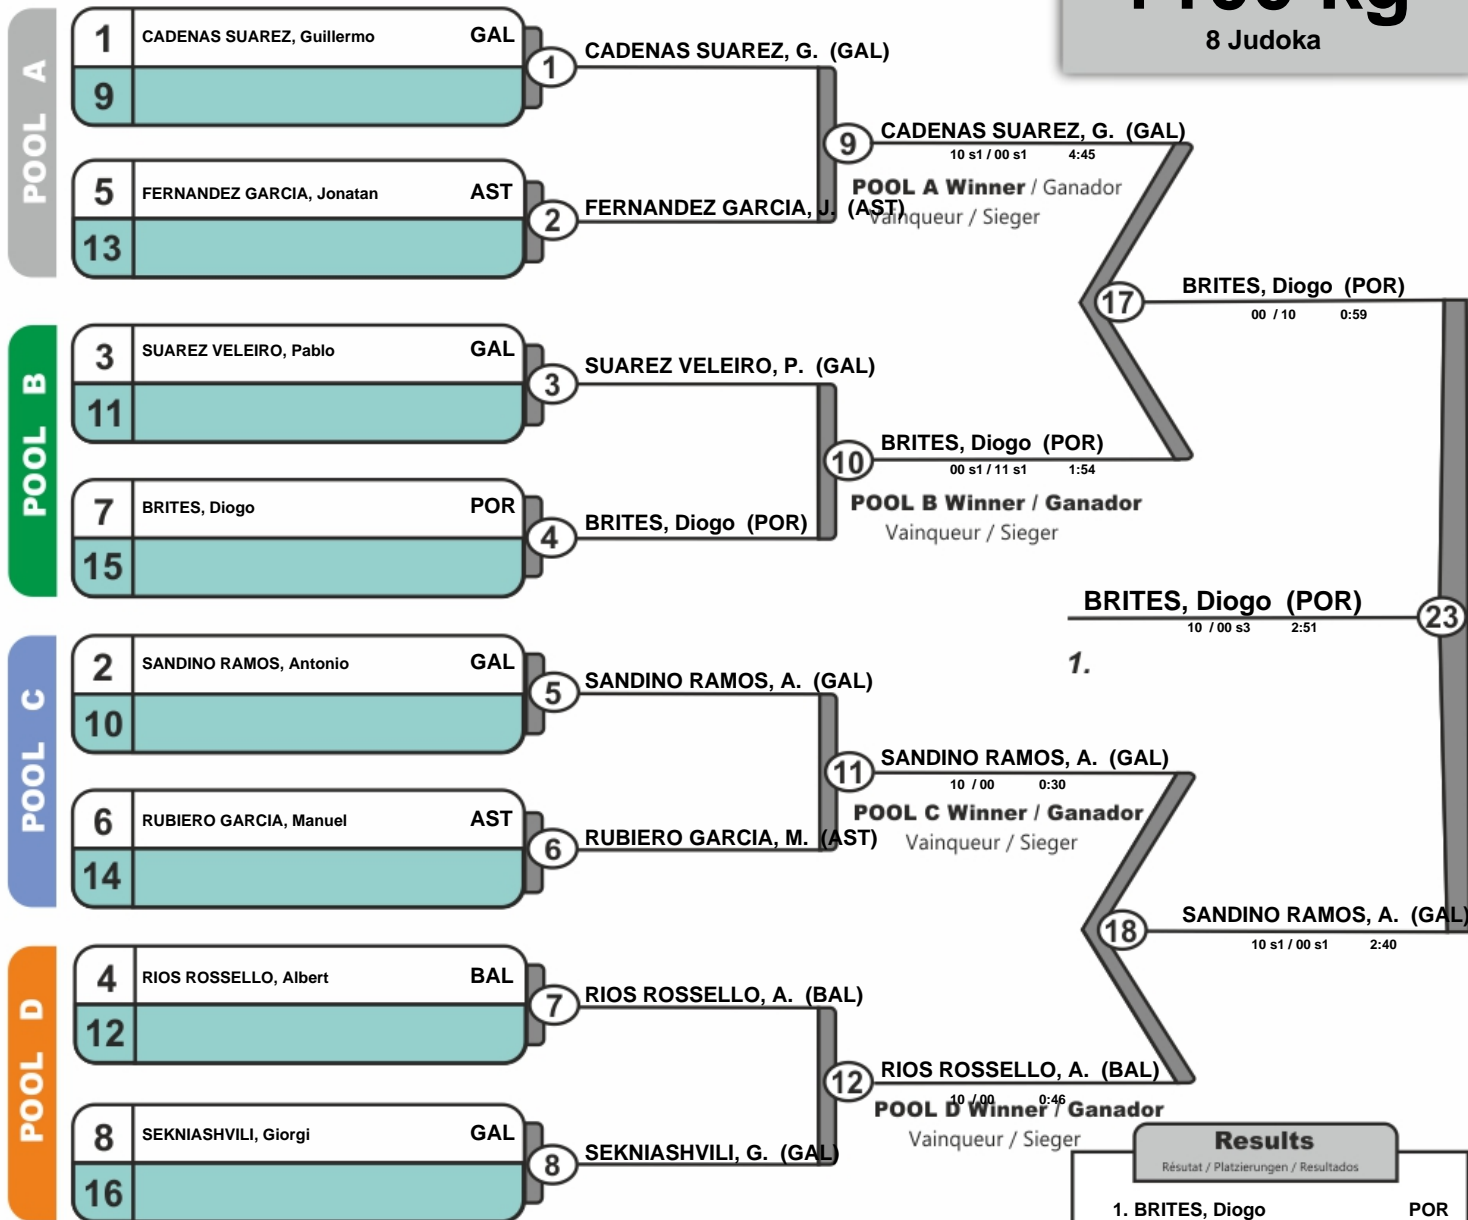 8 Judoka
POOL A
1 CADENAS SUAREZ, Guillermo GAL
9
1
CADENAS SUAREZ, G. (GAL)
5 FERNANDEZ GARCIA, Jonatan AST
13
2
FERNANDEZ GARCIA, J. (AST)
9
CADENAS SUAREZ, G. (GAL)
10 s1 / 00 s1 4:45
POOL A Winner / Ganador
Vainqueur / Sieger
POOL B
3 SUAREZ VELEIRO, Pablo GAL
11
3
SUAREZ VELEIRO, P. (GAL)
7 BRITES, Diogo POR
15
4
BRITES, Diogo (POR)
10
BRITES, Diogo (POR)
00 s1 / 11 s1 1:54
POOL B Winner / Ganador
Vainqueur / Sieger
17
BRITES, Diogo (POR)
00 / 10 0:59
BRITES, Diogo (POR)
10 / 00 s3 2:51
23
1.
POOL C
2 SANDINO RAMOS, Antonio GAL
10
5
SANDINO RAMOS, A. (GAL)
6 RUBIERO GARCIA, Manuel AST
14
6
RUBIERO GARCIA, M. (AST)
11
SANDINO RAMOS, A. (GAL)
10 / 00 0:30
POOL C Winner / Ganador
Vainqueur / Sieger
POOL D
4 RIOS ROSSELLO, Albert BAL
12
7
RIOS ROSSELLO, A. (BAL)
8 SEKNIASHVILI, Giorgi GAL
16
8
SEKNIASHVILI, G. (GAL)
12
RIOS ROSSELLO, A. (BAL)
10 / 00 0:46
POOL D Winner / Ganador
Vainqueur / Sieger
18
SANDINO RAMOS, A. (GAL)
10 s1 / 00 s1 2:40
Results
Résutat / Platzierungen / Resultados
1. BRITES, Diogo POR